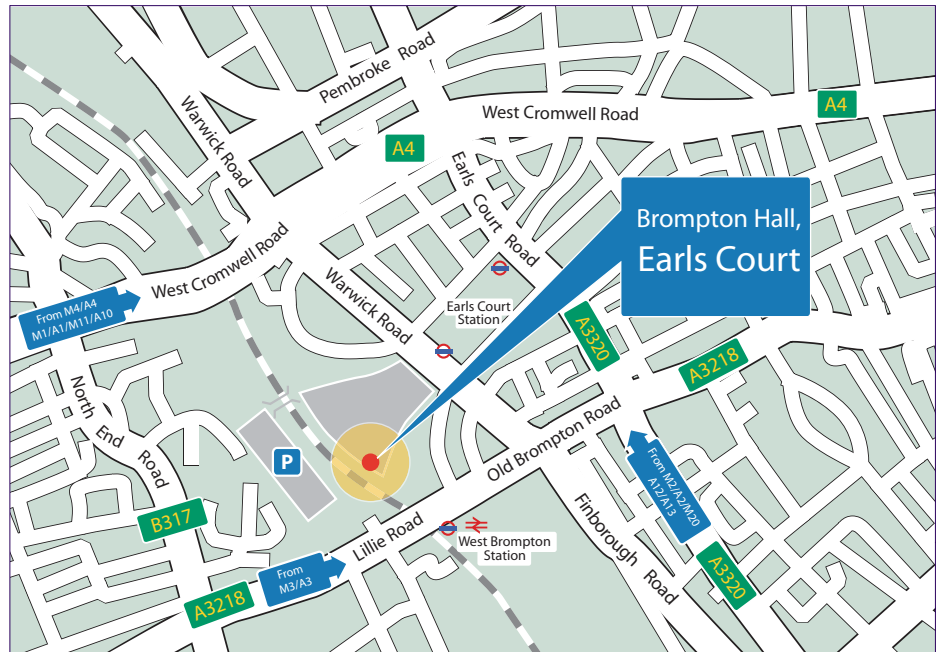 Pembroke Road
West Cromwell Road
A4
A4
Warwick Road
Earls Court Road
Brompton Hall,
Earls Court
West Cromwell Road
Earls Court
Station
Warwick Road
From M4/A4
M1/A1/M11/A10
A3320
A3218
North End Road
Old Brompton Road
P
From M2/A2/M20
A12/A13
B317
Lillie Road
West Brompton
Station
Finborough Road
From
M3/A3
A3218
A3320